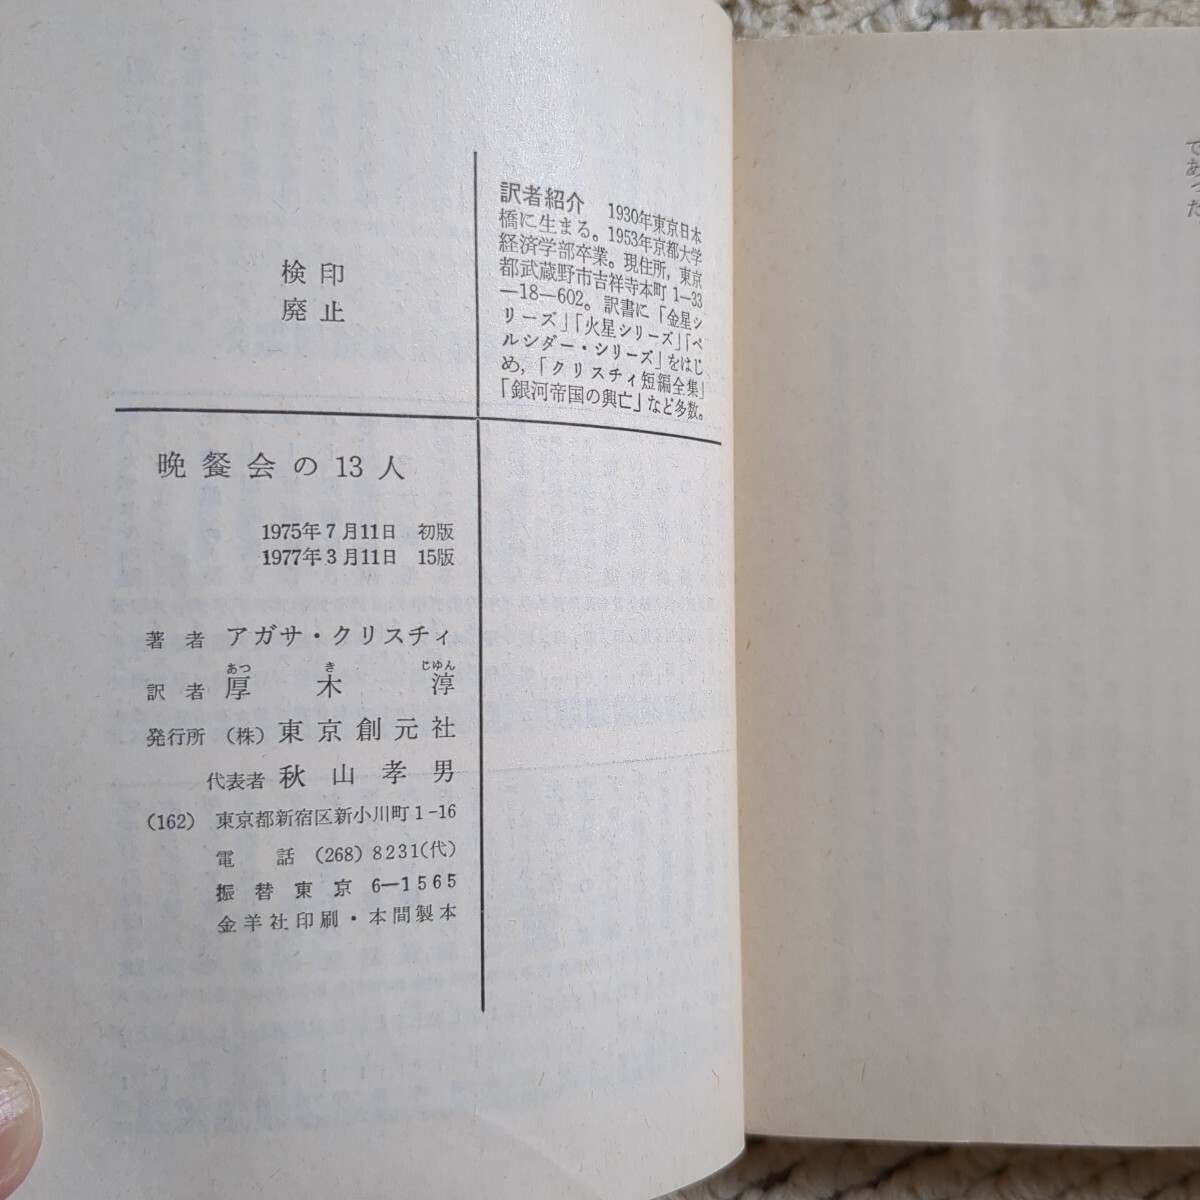 訳者紹介　1930年東京日本
橋に生まる。1953年京都大学
経済学部卒業。現住所，東京
都武蔵野市吉祥寺本町1―33
―18―602。訳書に「金星シ
リーズ」「火星シリーズ」「ペ
ルシダー・シリーズ」をはじ
め，「クリスチィ短編全集」
「銀河帝国の興亡」など多数。
検印
廃止
晩餐会の13人
1975年7月11日　初版
1977年3月11日　15版
著者　アガサ・クリスチィ
あつ　き　じゆん
訳者　厚木淳
発行所　(株)　東京創元社
代表者　秋山孝男
(162)　東京都新宿区新小川町1-16
電話　(268) 8231(代)
振替東京　6―1565
金羊社印刷・本間製本
であった